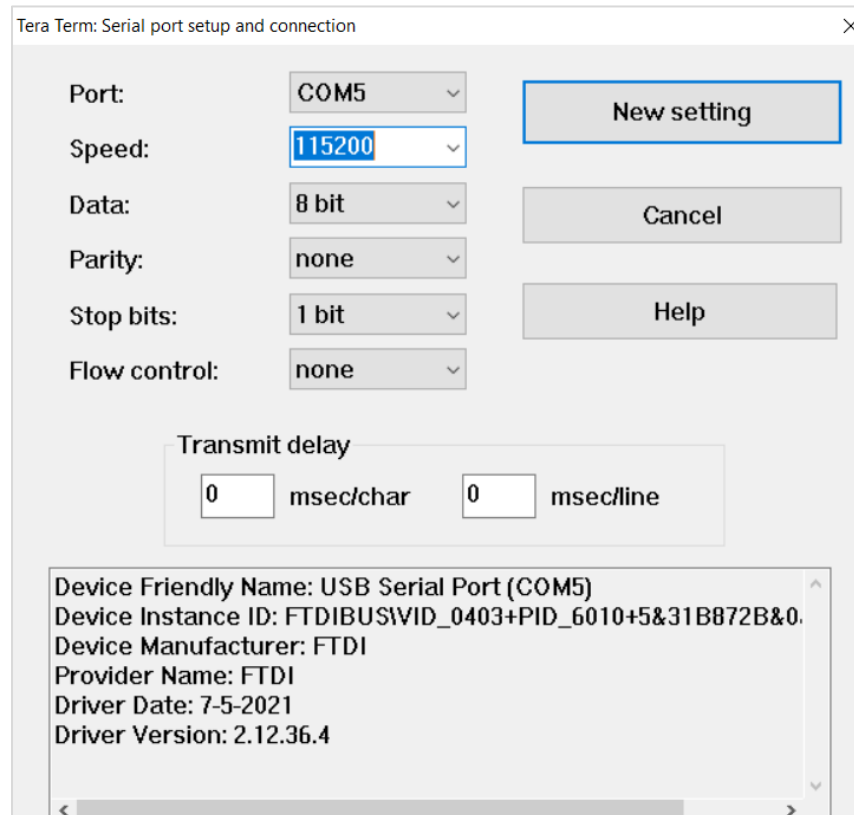 Tera Term: Serial port setup and connection
Port: COM5
New setting
Speed: 115200
Data: 8 bit
Cancel
Parity: none
Stop bits: 1 bit
Help
Flow control: none
Transmit delay
0 msec/char 0 msec/line
Device Friendly Name: USB Serial Port (COM5)
Device Instance ID: FTDIBUS\VID_0403+PID_6010+5&31B872B&0
Device Manufacturer: FTDI
Provider Name: FTDI
Driver Date: 7-5-2021
Driver Version: 2.12.36.4